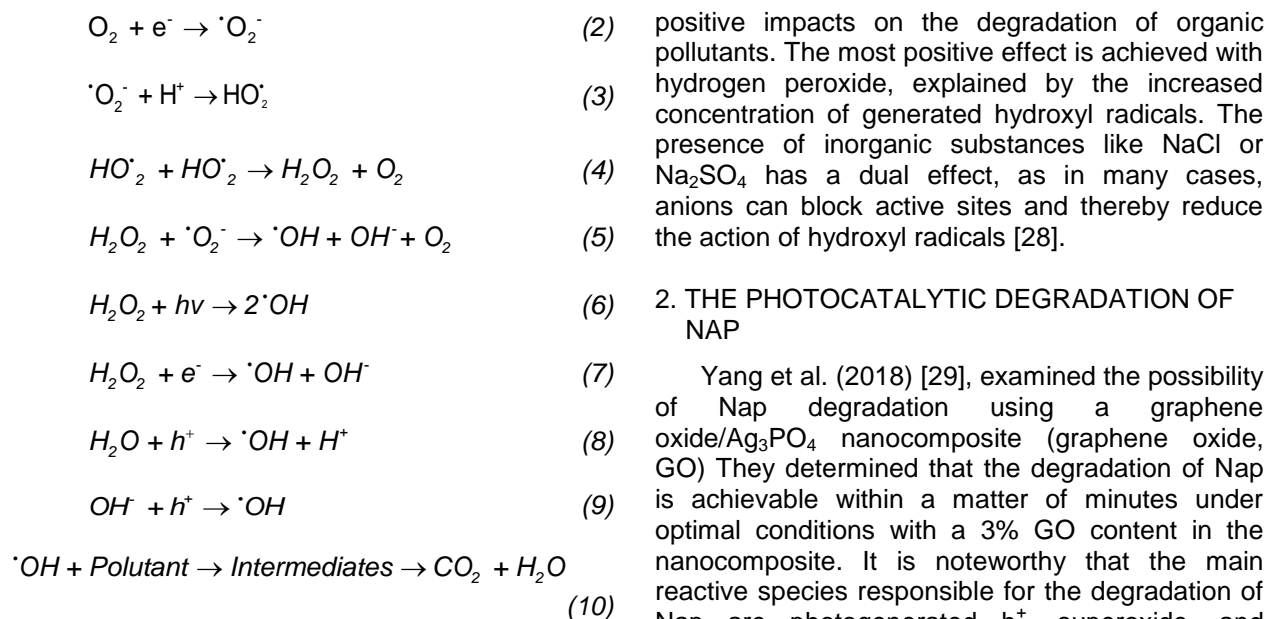 O₂ + e⁻ → •O₂⁻ (2)
•O₂⁻ + H⁺ → HO₂• (3)
HO•₂ + HO•₂ → H₂O₂ + O₂ (4)
H₂O₂ + •O₂⁻ → •OH + OH⁻ + O₂ (5)
H₂O₂ + hv → 2•OH (6)
H₂O₂ + e⁻ → •OH + OH⁻ (7)
H₂O + h⁺ → •OH + H⁺ (8)
OH⁻ + h⁺ → •OH (9)
•OH + Polutant → Intermediates → CO₂ + H₂O
(10)
positive impacts on the degradation of organic
pollutants. The most positive effect is achieved with
hydrogen peroxide, explained by the increased
concentration of generated hydroxyl radicals. The
presence of inorganic substances like NaCl or
Na₂SO₄ has a dual effect, as in many cases,
anions can block active sites and thereby reduce
the action of hydroxyl radicals [28].
2. THE PHOTOCATALYTIC DEGRADATION OF
NAP
Yang et al. (2018) [29], examined the possibility
of Nap degradation using a graphene
oxide/Ag₃PO₄ nanocomposite (graphene oxide,
GO) They determined that the degradation of Nap
is achievable within a matter of minutes under
optimal conditions with a 3% GO content in the
nanocomposite. It is noteworthy that the main
reactive species responsible for the degradation of
Nap are photogenerated h⁺, superoxide, and